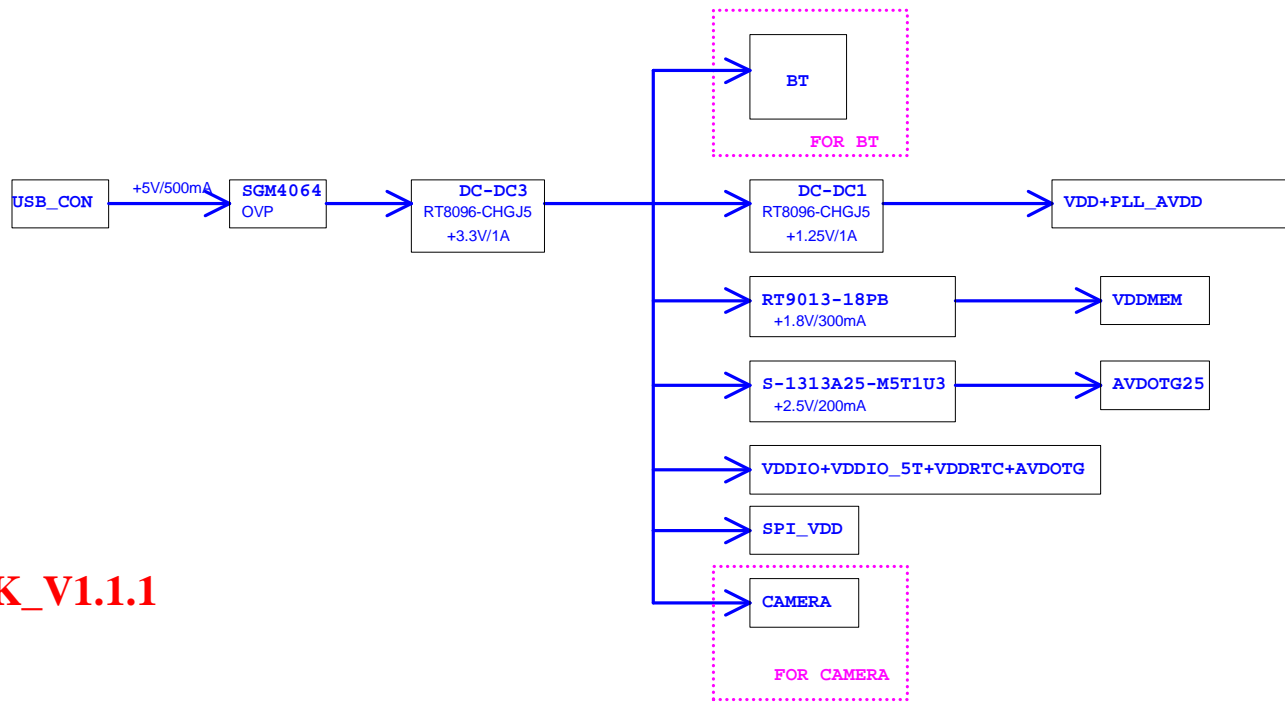 BT
FOR BT
USB_CON
+5V/500mA
SGM4064
OVP
DC-DC3
RT8096-CHGJ5
+3.3V/1A
DC-DC1
RT8096-CHGJ5
+1.25V/1A
VDD+PLL_AVDD
RT9013-18PB
+1.8V/300mA
VDDMEM
S-1313A25-M5T1U3
+2.5V/200mA
AVDOTG25
VDDIO+VDDIO_5T+VDDRTC+AVDOTG
SPI_VDD
K_V1.1.1
CAMERA
FOR CAMERA